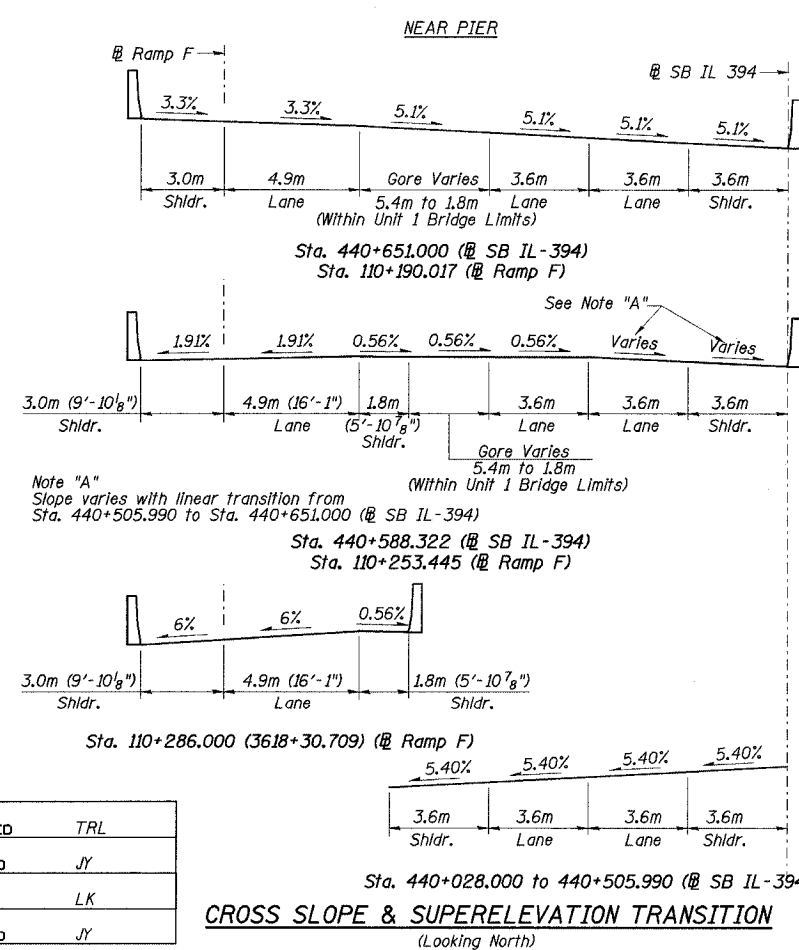 NEAR PIER
℄ Ramp F
℄ SB IL 394
3.3% 3.3% 5.1% 5.1% 5.1% 5.1%
3.0m 4.9m Gore Varies 3.6m 3.6m 3.6m
Shldr. Lane 5.4m to 1.8m Lane Lane Shldr.
(Within Unit 1 Bridge Limits)
Sta. 440+651.000 (℄ SB IL-394)
Sta. 110+190.017 (℄ Ramp F)
See Note "A"
1.91% 1.91% 0.56% 0.56% 0.56% Varies Varies
3.0m (9'-10⅛") 4.9m (16'-1") 1.8m 3.6m 3.6m 3.6m
Shldr. Lane (5'-10⅞") Lane Lane Shldr.
Shldr.
Gore Varies
5.4m to 1.8m
(Within Unit 1 Bridge Limits)
Note "A"
Slope varies with linear transition from
Sta. 440+505.990 to Sta. 440+651.000 (℄ SB IL-394)
Sta. 440+588.322 (℄ SB IL-394)
Sta. 110+253.445 (℄ Ramp F)
6% 6% 0.56%
3.0m (9'-10⅛") 4.9m (16'-1") 1.8m (5'-10⅞")
Shldr. Lane Shldr.
Sta. 110+286.000 (3618+30.709) (℄ Ramp F)
5.40% 5.40% 5.40% 5.40%
3.6m 3.6m 3.6m 3.6m
Shldr. Lane Lane Shldr.
Sta. 440+028.000 to 440+505.990 (℄ SB IL-394
TRL
JY
LK
JY
CROSS SLOPE & SUPERELEVATION TRANSITION
(Looking North)